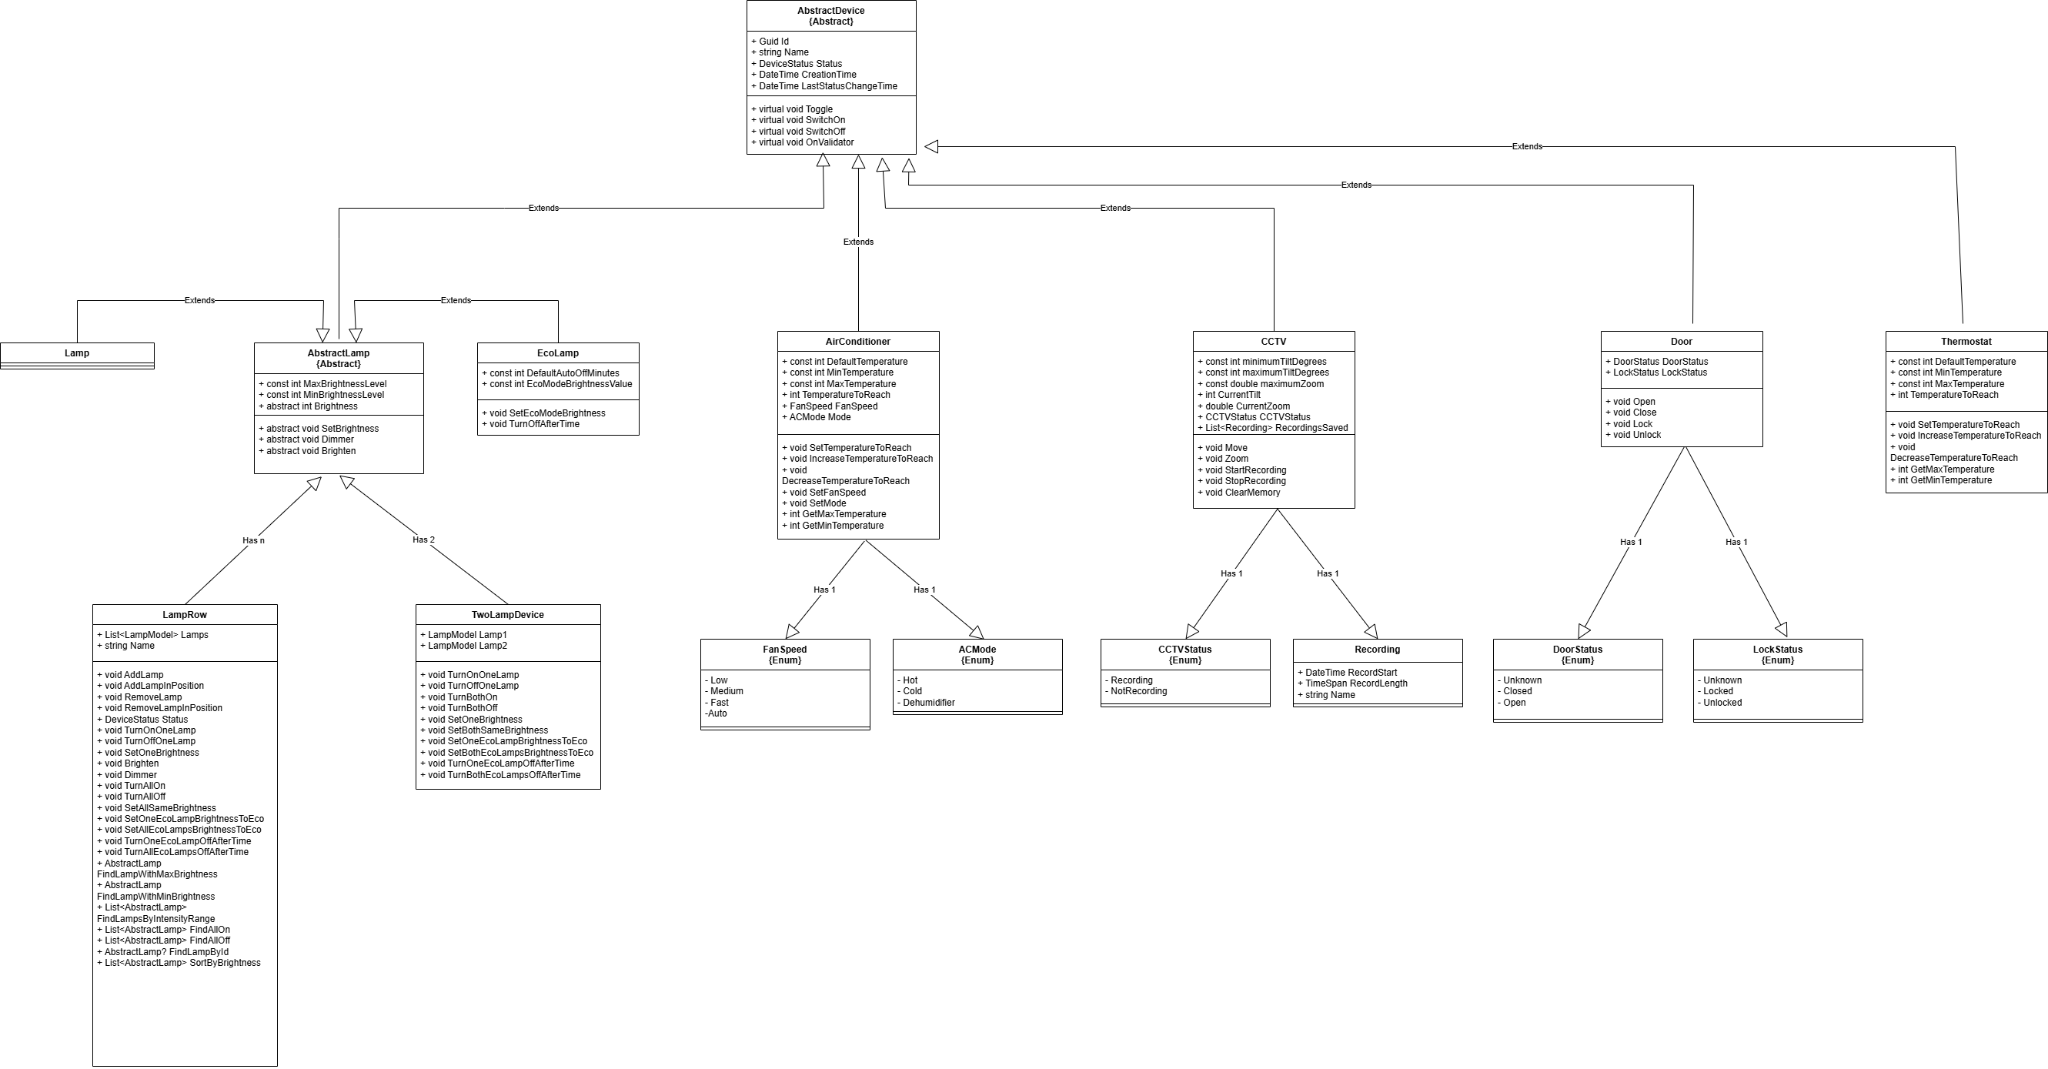 AbstractDevice
{Abstract}
+ Guid Id
+ string Name
+ DeviceStatus Status
+ DateTime CreationTime
+ DateTime LastStatusChangeTime
+ virtual void Toggle
+ virtual void SwitchOn
+ virtual void SwitchOff
+ virtual void OnValidator
Extends
Extends
Extends
Extends
Extends
Extends
Extends
Lamp
AbstractLamp
{Abstract}
+ const int MaxBrightnessLevel
+ const int MinBrightnessLevel
+ abstract int Brightness
+ abstract void SetBrightness
+ abstract void Dimmer
+ abstract void Brighten
EcoLamp
+ const int DefaultAutoOffMinutes
+ const int EcoModeBrightnessValue
+ void SetEcoModeBrightness
+ void TurnOffAfterTime
AirConditioner
+ const int DefaultTemperature
+ const int MinTemperature
+ const int MaxTemperature
+ int TemperatureToReach
+ FanSpeed FanSpeed
+ ACMode Mode
+ void SetTemperatureToReach
+ void IncreaseTemperatureToReach
+ void
DecreaseTemperatureToReach
+ void SetFanSpeed
+ void SetMode
+ int GetMaxTemperature
+ int GetMinTemperature
CCTV
+ const int minimumTiltDegrees
+ const int maximumTiltDegrees
+ const double maximumZoom
+ int CurrentTilt
+ double CurrentZoom
+ CCTVStatus CCTVStatus
+ List<Recording> RecordingsSaved
+ void Move
+ void Zoom
+ void StartRecording
+ void StopRecording
+ void ClearMemory
Door
+ DoorStatus DoorStatus
+ LockStatus LockStatus
+ void Open
+ void Close
+ void Lock
+ void Unlock
Thermostat
+ const int DefaultTemperature
+ const int MinTemperature
+ const int MaxTemperature
+ int TemperatureToReach
+ void SetTemperatureToReach
+ void IncreaseTemperatureToReach
+ void
DecreaseTemperatureToReach
+ int GetMaxTemperature
+ int GetMinTemperature
Has n
Has 2
Has 1
Has 1
Has 1
Has 1
Has 1
Has 1
LampRow
+ List<LampModel> Lamps
+ string Name
+ void AddLamp
+ void AddLampInPosition
+ void RemoveLamp
+ void RemoveLampInPosition
+ DeviceStatus Status
+ void TurnOnOneLamp
+ void TurnOffOneLamp
+ void SetOneBrightness
+ void Brighten
+ void Dimmer
+ void TurnAllOn
+ void TurnAllOff
+ void SetAllSameBrightness
+ void SetOneEcoLampBrightnessToEco
+ void SetAllEcoLampsBrightnessToEco
+ void TurnOneEcoLampOffAfterTime
+ void TurnAllEcoLampsOffAfterTime
+ AbstractLamp
FindLampWithMaxBrightness
+ AbstractLamp
FindLampWithMinBrightness
+ List<AbstractLamp>
FindLampsByIntensityRange
+ List<AbstractLamp> FindAllOn
+ List<AbstractLamp> FindAllOff
+ AbstractLamp? FindLampById
+ List<AbstractLamp> SortByBrightness
TwoLampDevice
+ LampModel Lamp1
+ LampModel Lamp2
+ void TurnOnOneLamp
+ void TurnOffOneLamp
+ void TurnBothOn
+ void TurnBothOff
+ void SetOneBrightness
+ void SetBothSameBrightness
+ void SetOneEcoLampBrightnessToEco
+ void SetBothEcoLampsBrightnessToEco
+ void TurnOneEcoLampOffAfterTime
+ void TurnBothEcoLampsOffAfterTime
FanSpeed
{Enum}
- Low
- Medium
- Fast
-Auto
ACMode
{Enum}
- Hot
- Cold
- Dehumidifier
CCTVStatus
{Enum}
- Recording
- NotRecording
Recording
+ DateTime RecordStart
+ TimeSpan RecordLength
+ string Name
DoorStatus
{Enum}
- Unknown
- Closed
- Open
LockStatus
{Enum}
- Unknown
- Locked
- Unlocked